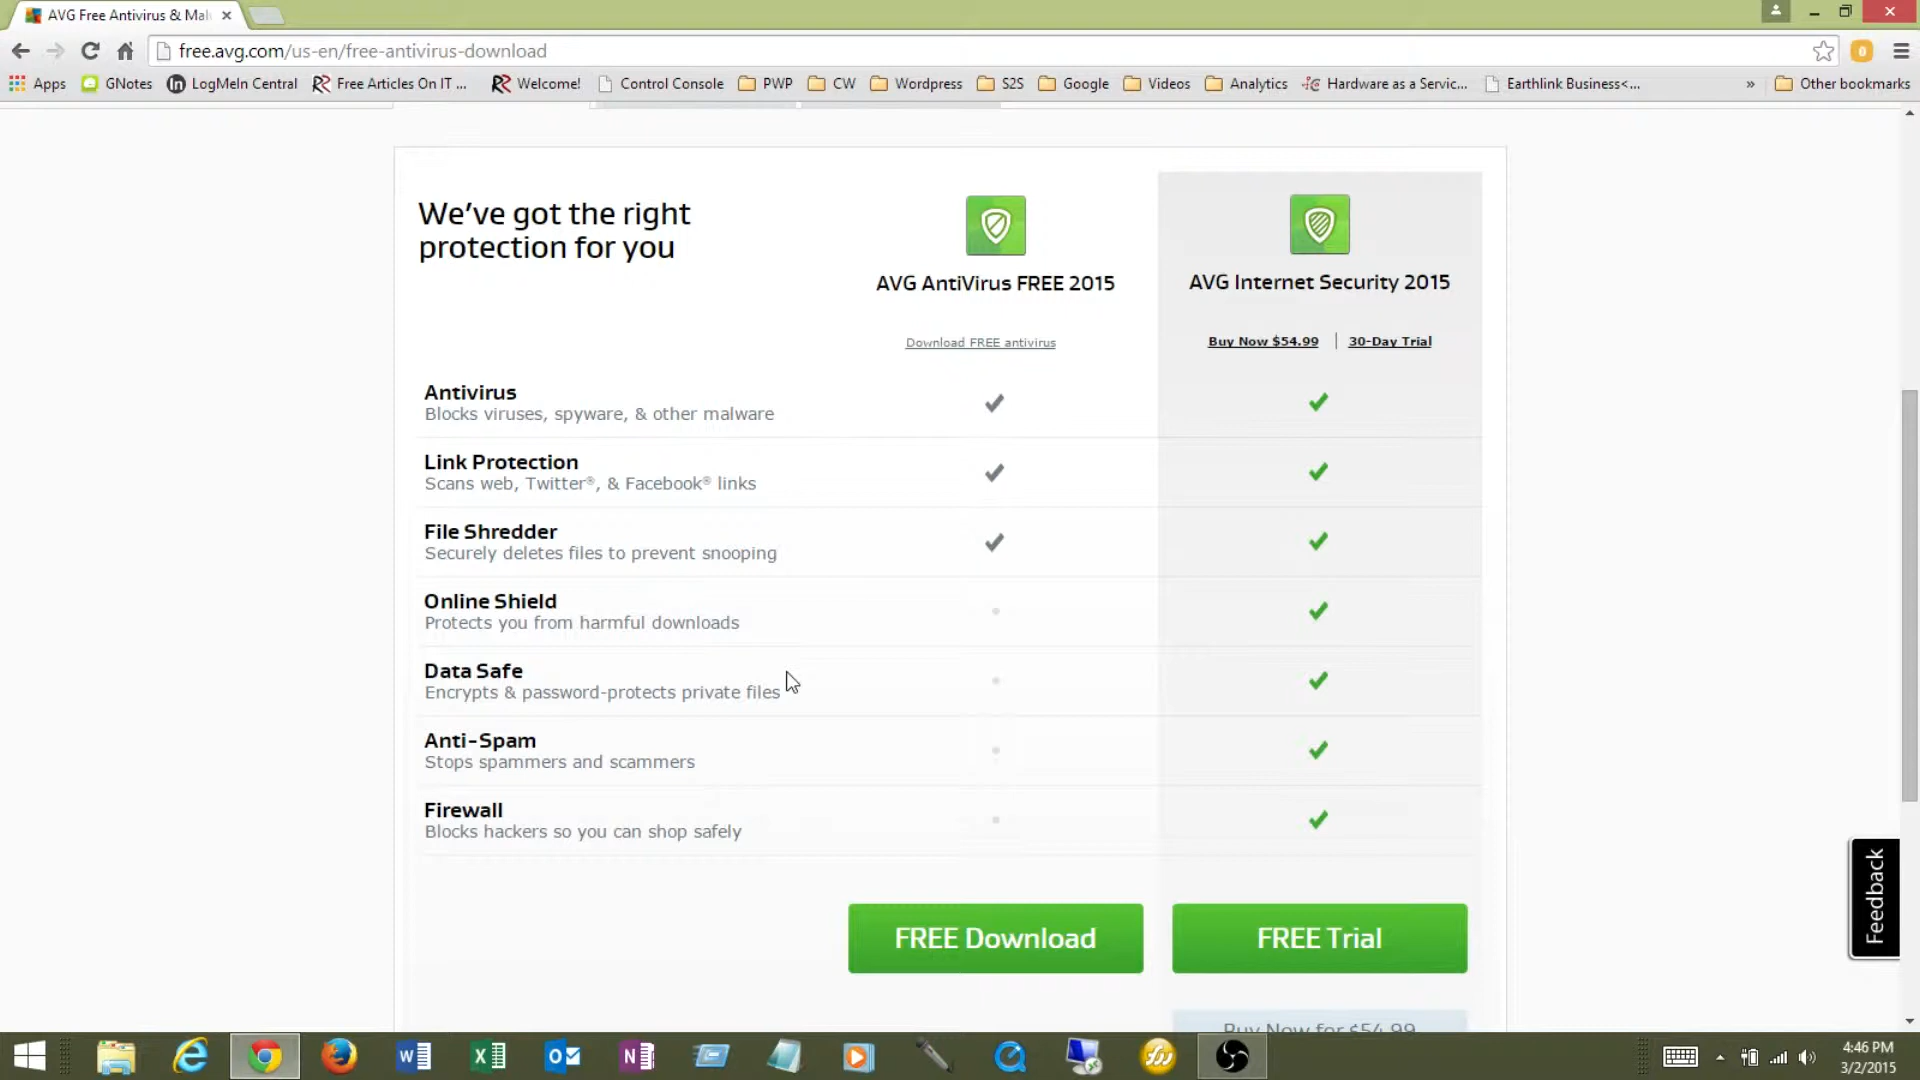 AVG Free Antivirus & Mal
free.avg.com/us-en/free-antivirus-download
Apps GNotes LogMeIn Central Free Articles On IT ... Welcome! Control Console PWP CW Wordpress S2S Google Videos Analytics Hardware as a Servic... Earthlink Business<... » Other bookmarks
We've got the right
protection for you
AVG AntiVirus FREE 2015
AVG Internet Security 2015
Download FREE antivirus
Buy Now $54.99 | 30-Day Trial
Antivirus
Blocks viruses, spyware, & other malware
Link Protection
Scans web, Twitter®, & Facebook® links
File Shredder
Securely deletes files to prevent snooping
Online Shield
Protects you from harmful downloads
Data Safe
Encrypts & password-protects private files
Anti-Spam
Stops spammers and scammers
Firewall
Blocks hackers so you can shop safely
Feedback
FREE Download
FREE Trial
Buy Now for $54.99
4:46 PM
3/2/2015